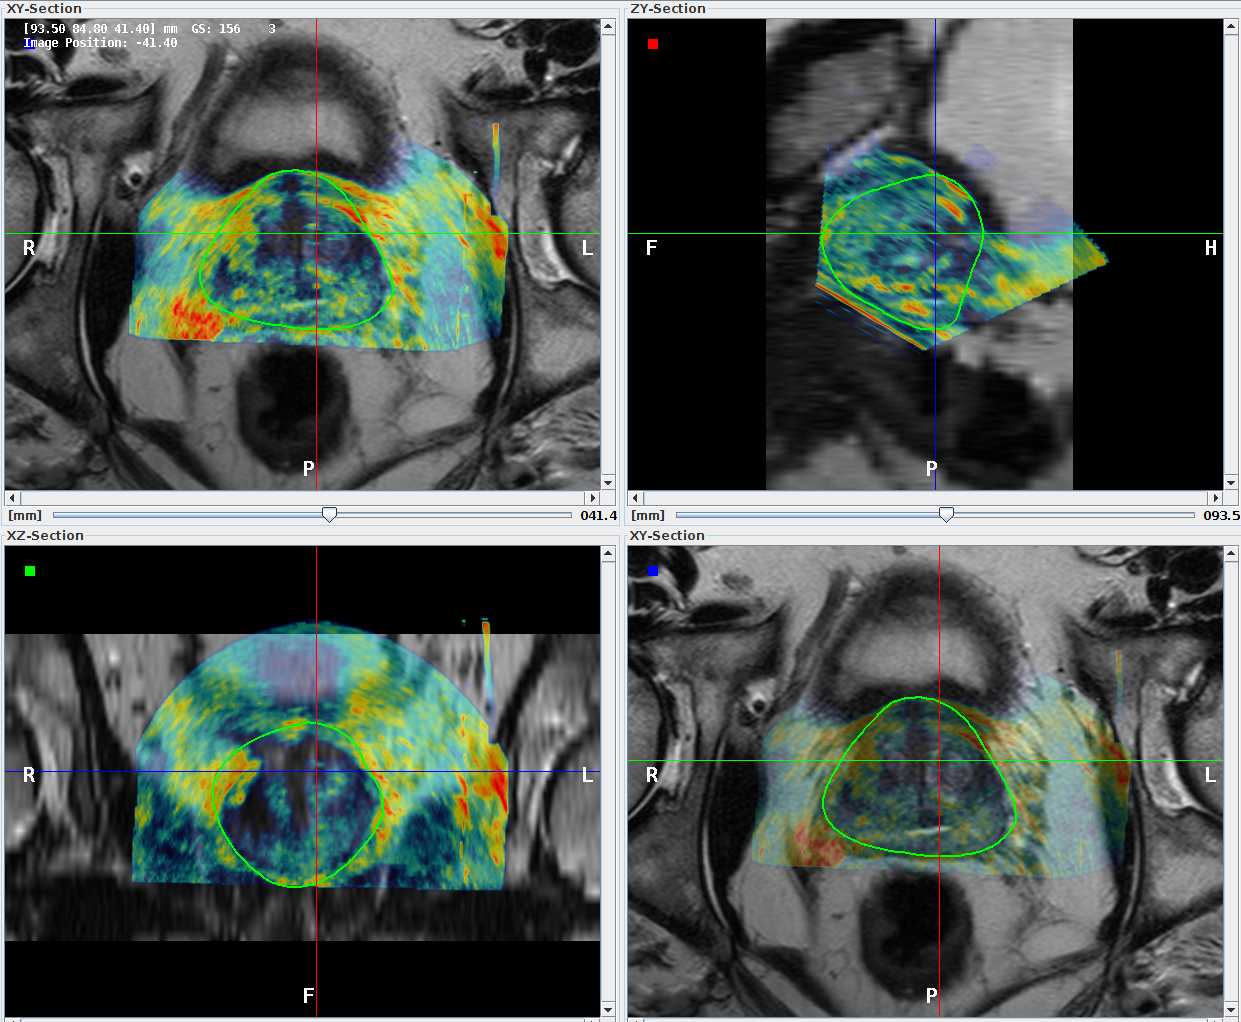 XY-Section
[93.50 84.80 41.40] mm GS: 156 3
Image Position: -41.40
R
L
P
[mm]
041.4
ZY-Section
F
H
P
[mm]
093.5
XZ-Section
R
L
F
XY-Section
R
L
P